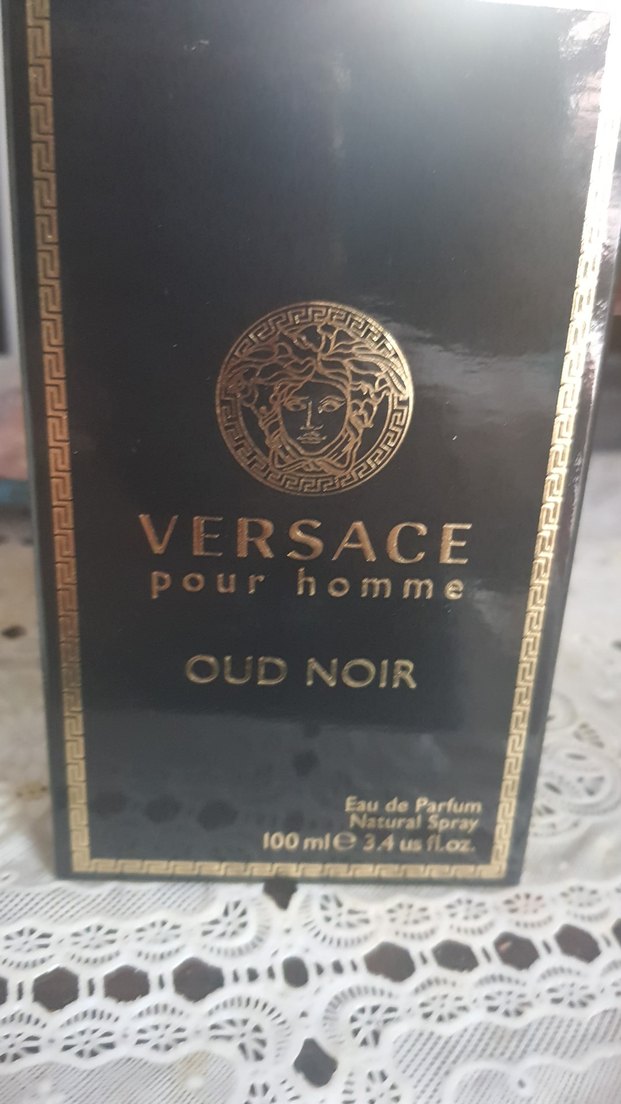 VERSACE
pour homme
OUD NOIR
Eau de Parfum
Natural Spray
100 ml ℮ 3.4 us fl.oz.